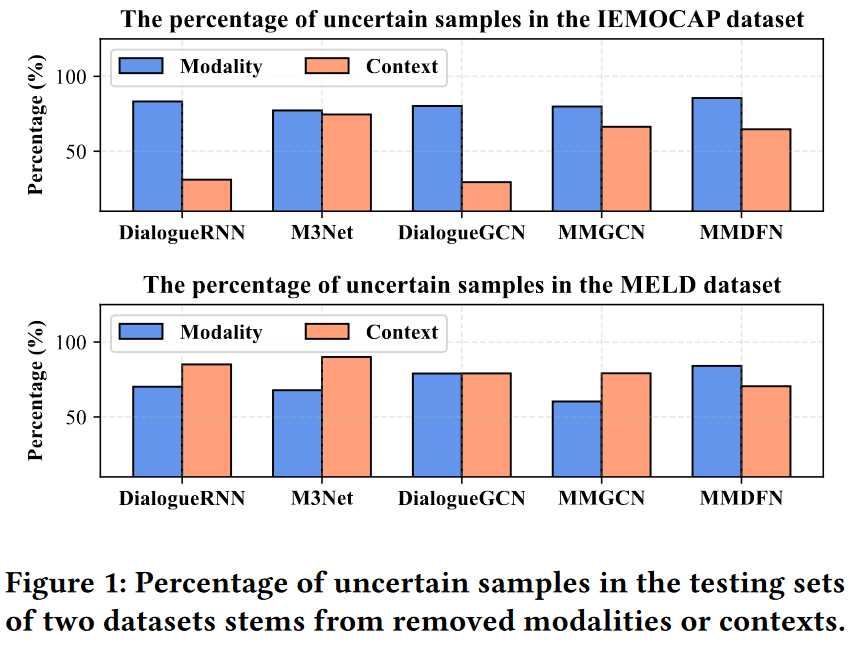 The percentage of uncertain samples in the IEMOCAP dataset
Percentage (%)
100
50
Modality
Context
DialogueRNN
M3Net
DialogueGCN
MMGCN
MMDFN
The percentage of uncertain samples in the MELD dataset
Percentage (%)
100
50
Modality
Context
DialogueRNN
M3Net
DialogueGCN
MMGCN
MMDFN
Figure 1: Percentage of uncertain samples in the testing sets
of two datasets stems from removed modalities or contexts.